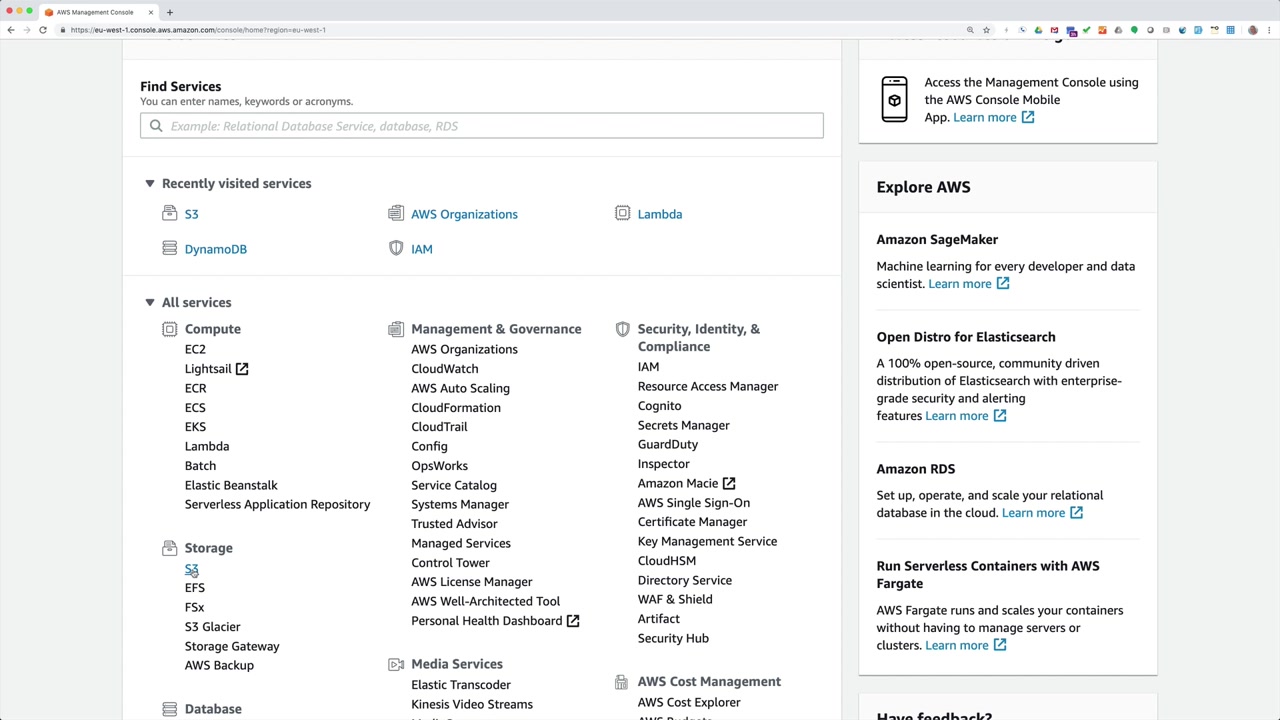 AWS Management Console
https://eu-west-1.console.aws.amazon.com/console/home?region=eu-west-1
Find Services
You can enter names, keywords or acronyms.
Example: Relational Database Service, database, RDS
Recently visited services
S3
AWS Organizations
Lambda
DynamoDB
IAM
All services
Compute
EC2
Lightsail
ECR
ECS
EKS
Lambda
Batch
Elastic Beanstalk
Serverless Application Repository
Storage
S3
EFS
FSx
S3 Glacier
Storage Gateway
AWS Backup
Database
Management & Governance
AWS Organizations
CloudWatch
AWS Auto Scaling
CloudFormation
CloudTrail
Config
OpsWorks
Service Catalog
Systems Manager
Trusted Advisor
Managed Services
Control Tower
AWS License Manager
AWS Well-Architected Tool
Personal Health Dashboard
Media Services
Elastic Transcoder
Kinesis Video Streams
Security, Identity, &
Compliance
IAM
Resource Access Manager
Cognito
Secrets Manager
GuardDuty
Inspector
Amazon Macie
AWS Single Sign-On
Certificate Manager
Key Management Service
CloudHSM
Directory Service
WAF & Shield
Artifact
Security Hub
AWS Cost Management
AWS Cost Explorer
AWS Budgets
Access the Management Console using
the AWS Console Mobile
App. Learn more
Explore AWS
Amazon SageMaker
Machine learning for every developer and data
scientist. Learn more
Open Distro for Elasticsearch
A 100% open-source, community driven
distribution of Elasticsearch with enterprise-
grade security and alerting
features Learn more
Amazon RDS
Set up, operate, and scale your relational
database in the cloud. Learn more
Run Serverless Containers with AWS
Fargate
AWS Fargate runs and scales your containers
without having to manage servers or
clusters. Learn more
Have feedback?